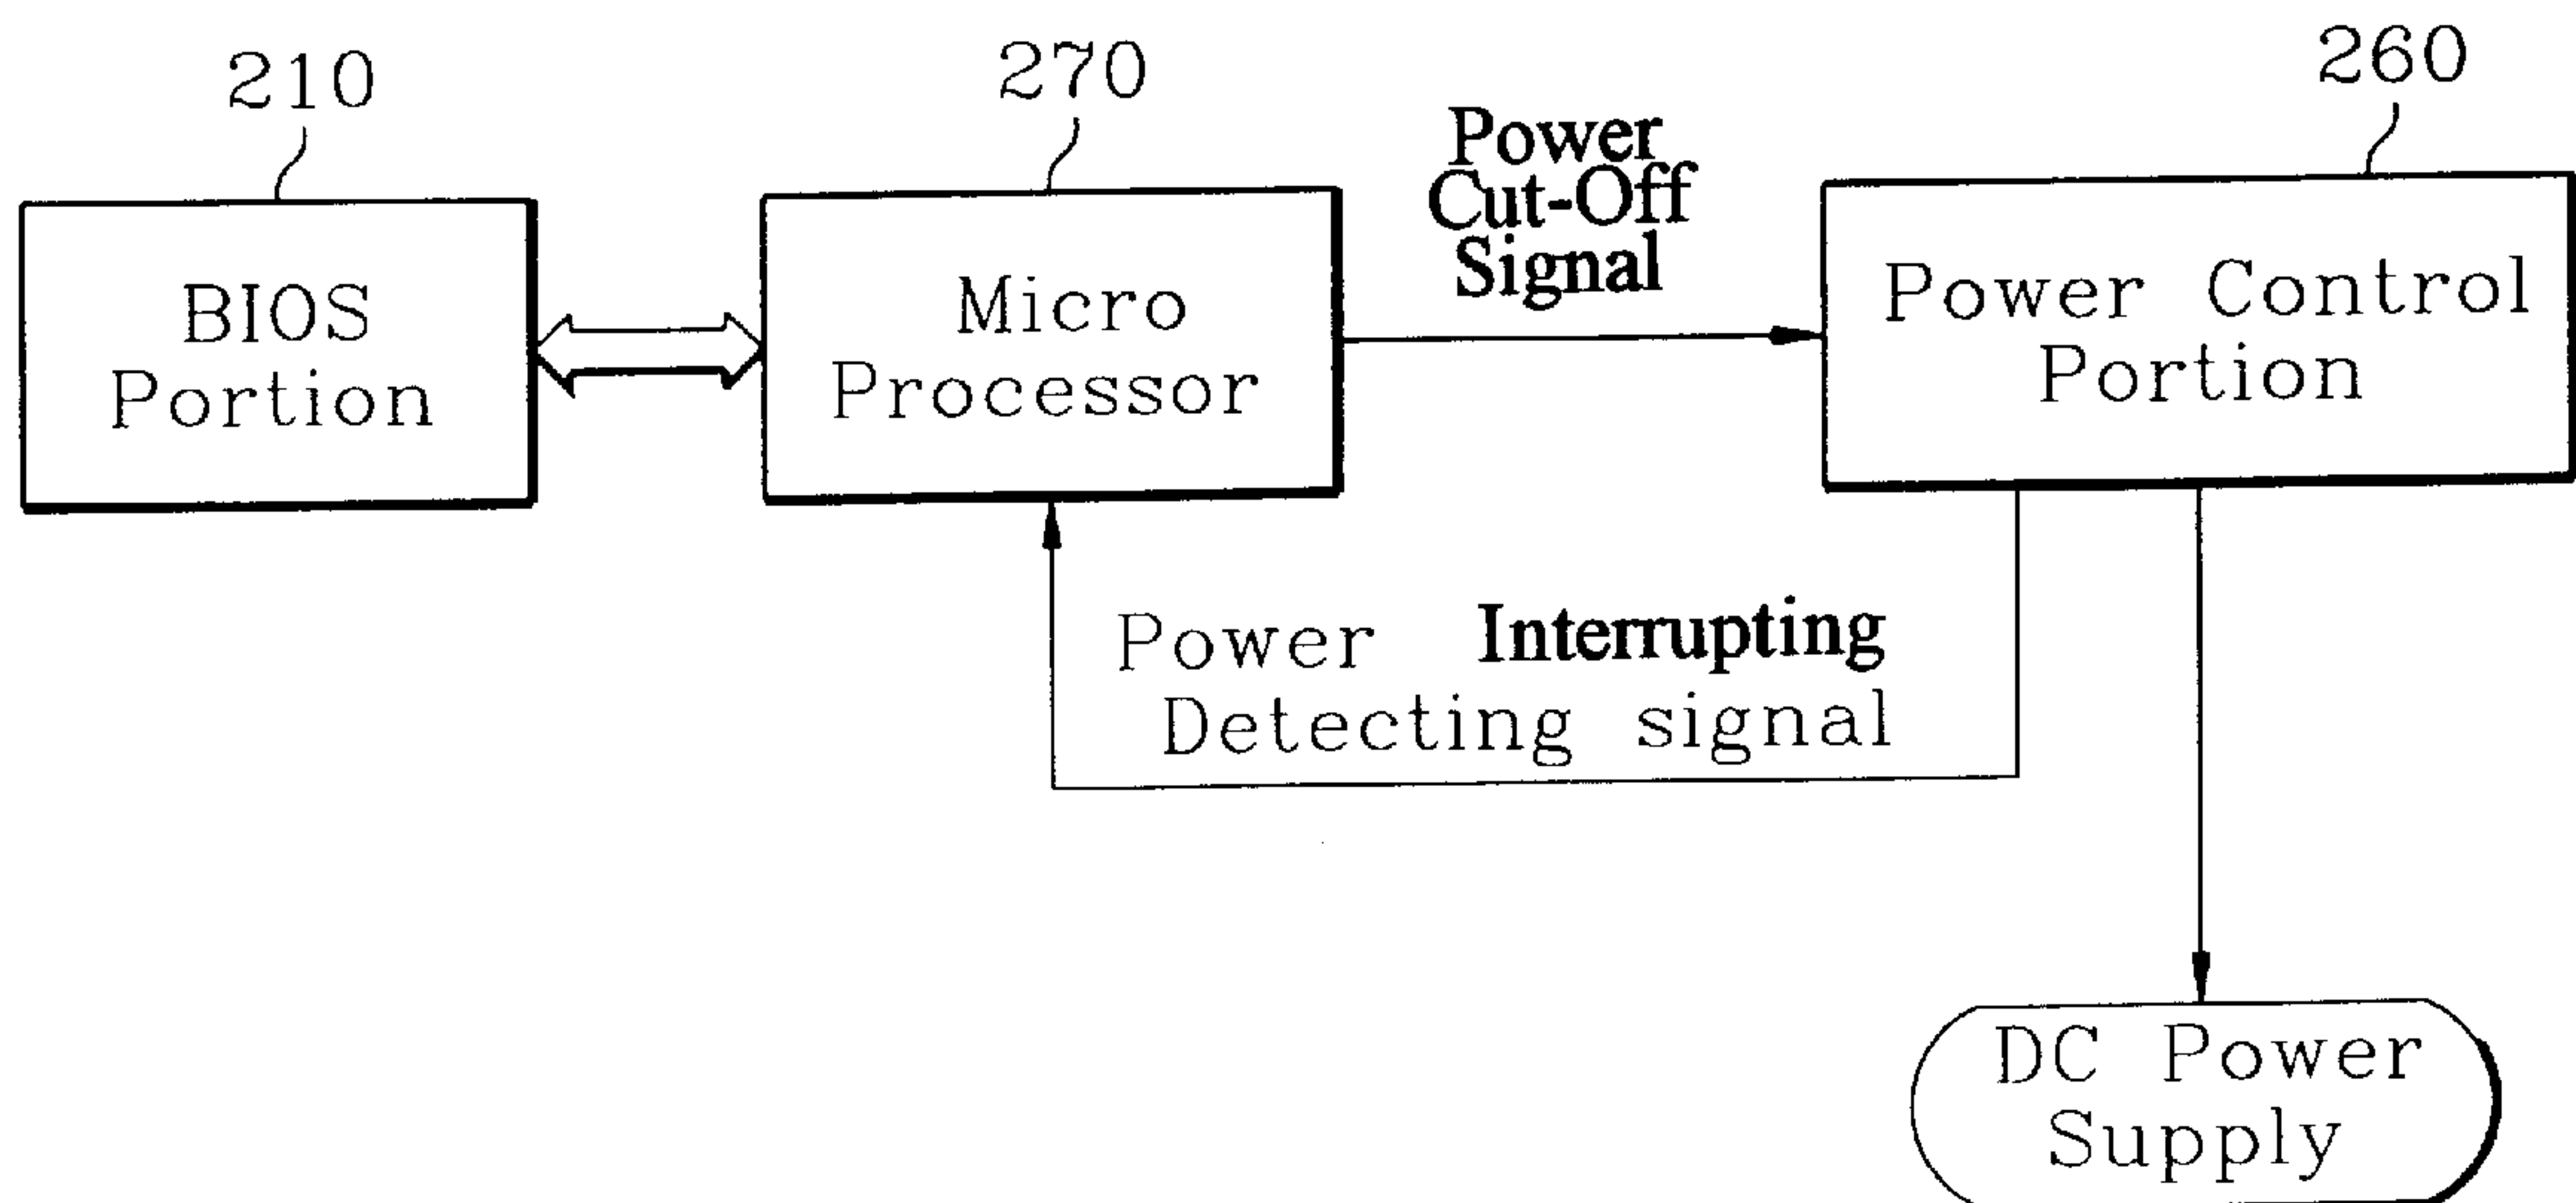 210
270
260
BIOS
Portion
Micro
Processor
Power
Cut-Off
Signal
Power Control
Portion
Power Interrupting
Detecting signal
DC Power
Supply